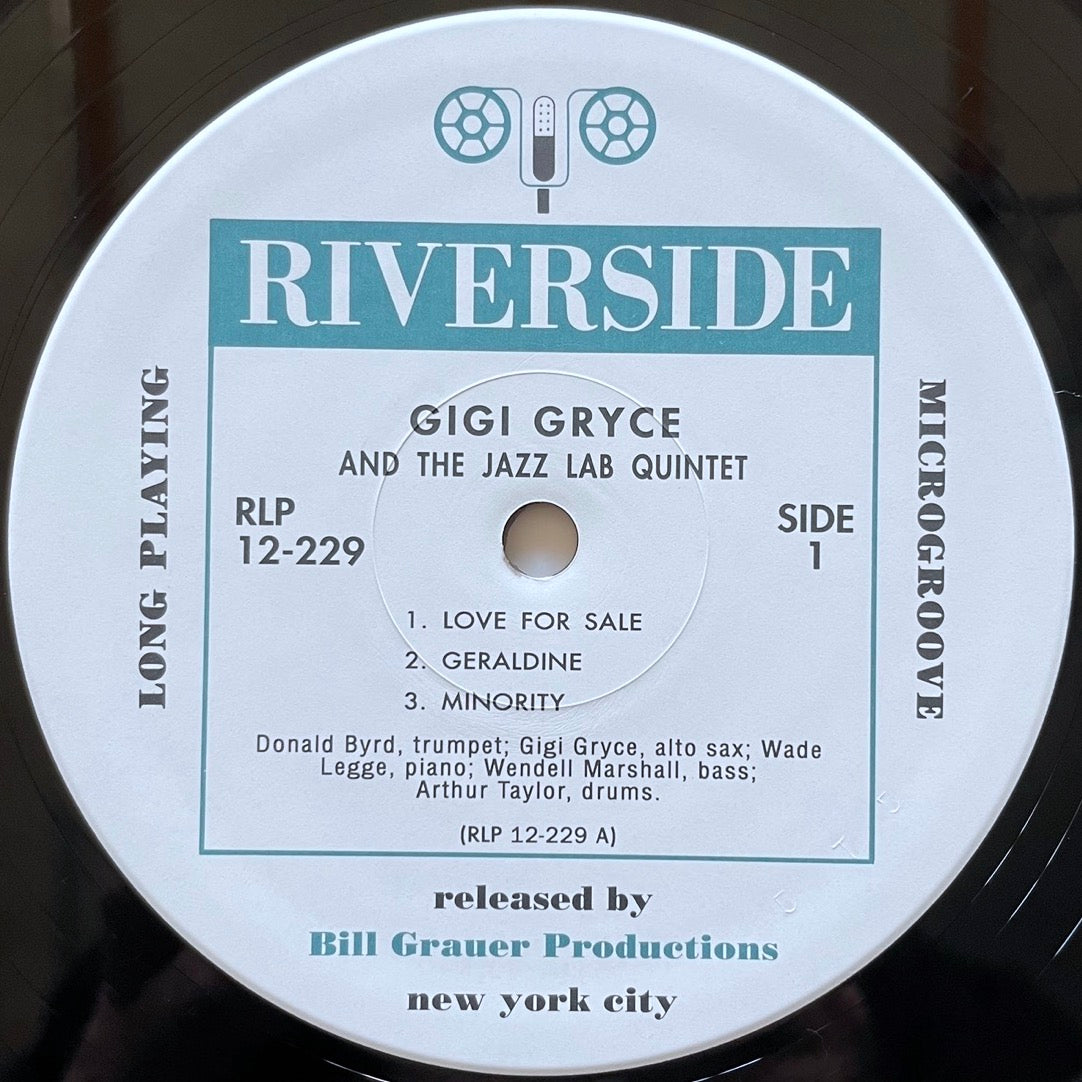 RIVERSIDE
GIGI GRYCE
AND THE JAZZ LAB QUINTET
RLP
12-229
SIDE
1
LONG PLAYING
MICROGROOVE
1. LOVE FOR SALE
2. GERALDINE
3. MINORITY
Donald Byrd, trumpet; Gigi Gryce, alto sax; Wade
Legge, piano; Wendell Marshall, bass;
Arthur Taylor, drums.
(RLP 12-229 A)
released by
Bill Grauer Productions
new york city